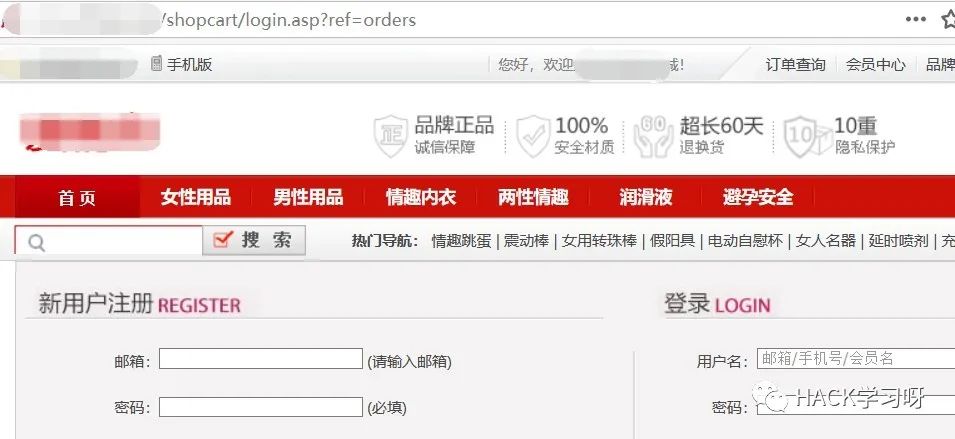 /shopcart/login.asp?ref=orders
手机版 您好，欢迎 城! 订单查询 会员中心 品牌
正 品牌正品 诚信保障 100% 安全材质 60 超长60天 退换货 10 10重 隐私保护
首页 女性用品 男性用品 情趣内衣 两性情趣 润滑液 避孕安全
搜索 热门导航： 情趣跳蛋 | 震动棒 | 女用转珠棒 | 假阳具 | 电动自慰杯 | 女人名器 | 延时喷剂 | 充
新用户注册 REGISTER 登录 LOGIN
邮箱： (请输入邮箱) 用户名： 邮箱/手机号/会员名
密码： (必填) 密码：
HACK学习呀